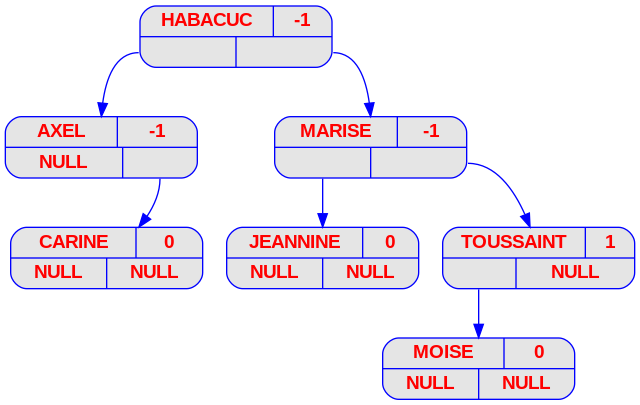 HABACUC -1
AXEL -1
MARISE -1
NULL
CARINE 0
JEANNINE 0
TOUSSAINT 1
NULL NULL
NULL NULL
NULL
MOISE 0
NULL NULL